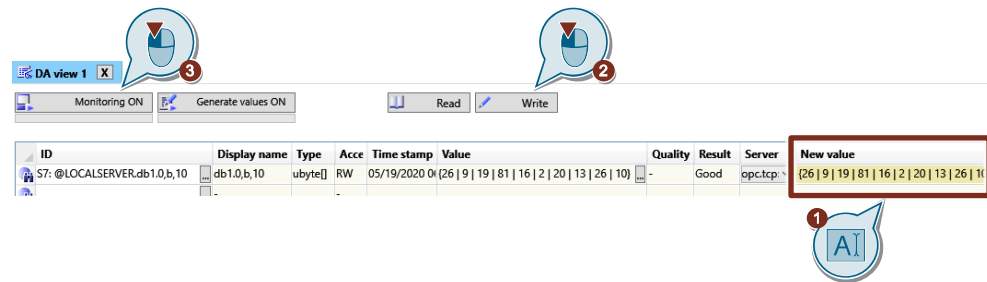 3
2
DA view 1 X
Monitoring ON Generate values ON Read Write
ID Display name Type Acce Time stamp Value Quality Result Server New value
S7: @LOCALSERVER.db1.0,b,10 ... db1.0,b,10 ubyte[] RW 05/19/2020 0 {26 | 9 | 19 | 81 | 16 | 2 | 20 | 13 | 26 | 10} ... - Good opc.tcp: {26 | 9 | 19 | 81 | 16 | 2 | 20 | 13 | 26 | 10
- -
1
A